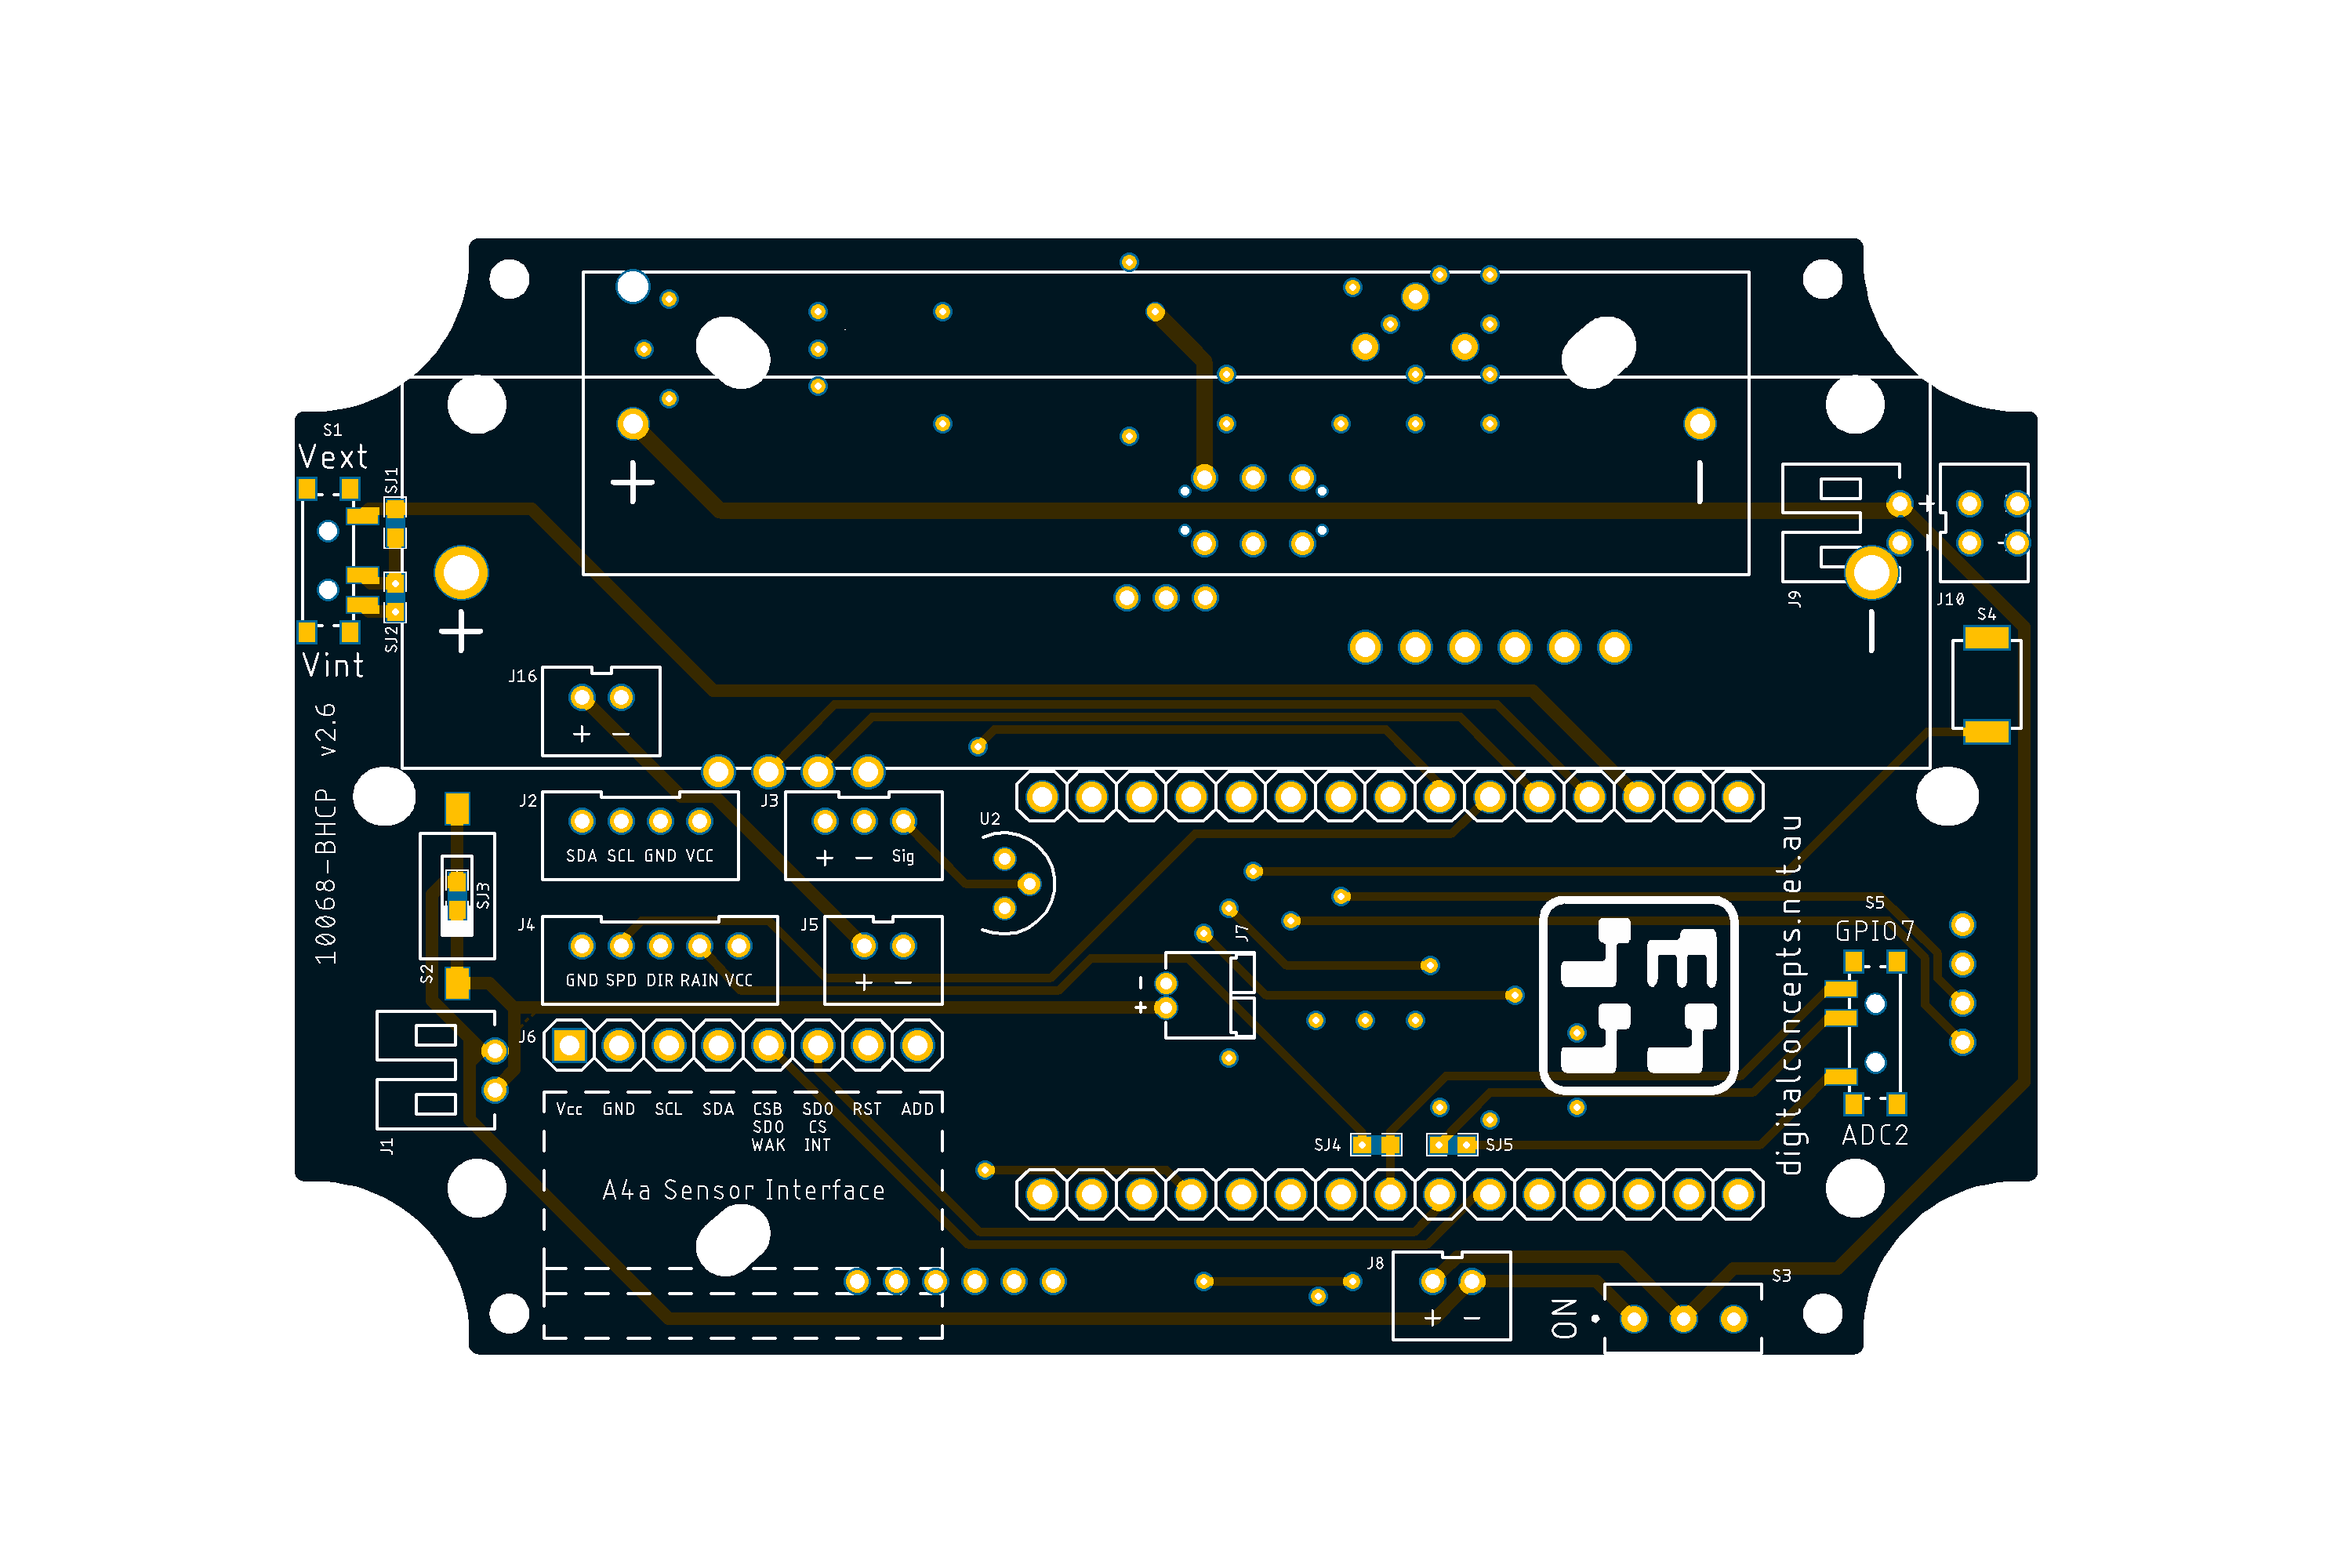 S1
Vext
SJ1
+
-
+
-
J9
J10
S4
SJ2
Vint
+
-
J16
+ -
10068-BHCP v2.6
J2
SDA SCL GND VCC
J3
+ - Sig
U2
SJ3
S2
J4
GND SPD DIR RAIN VCC
J5
+ -
J7
-
+
digitalconcepts.net.au
S5
GPIO7
ADC2
J1
J6
Vcc GND SCL SDA CSB SDO RST ADD
SDO CS
WAK INT
A4a Sensor Interface
SJ4
SJ5
J8
+ -
ON
S3